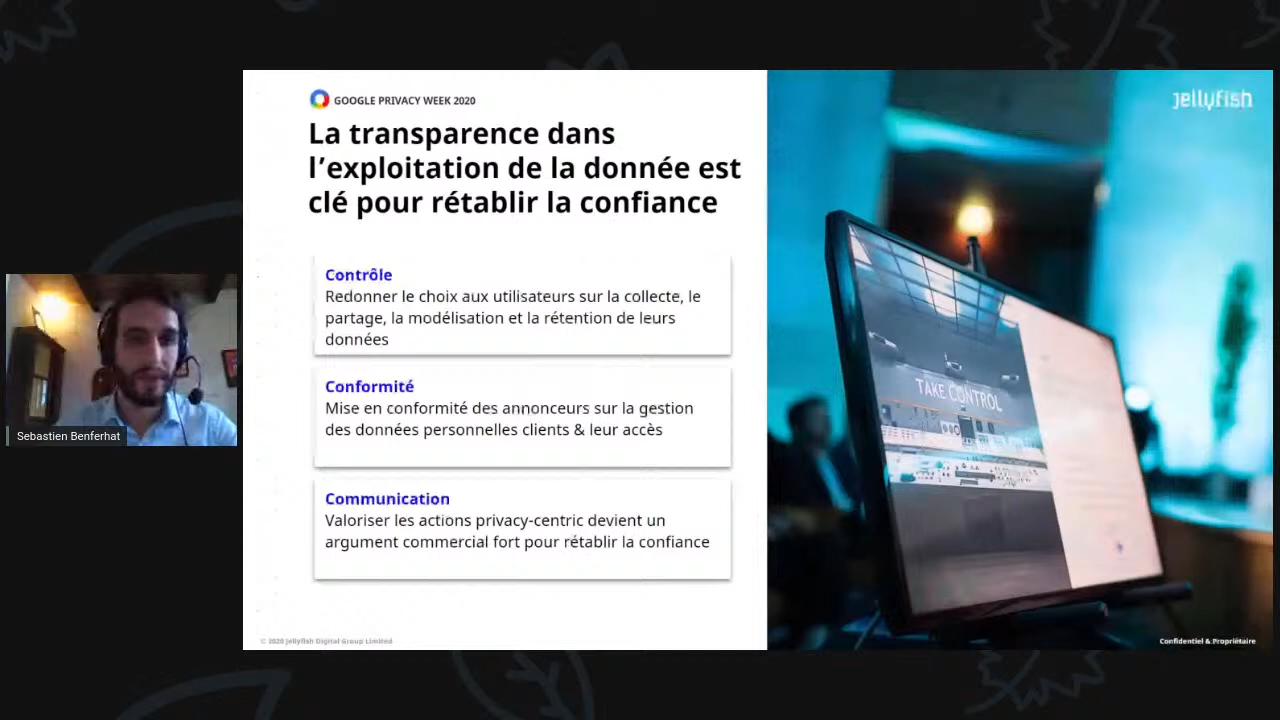 GOOGLE PRIVACY WEEK 2020
La transparence dans
l’exploitation de la donnée est
clé pour rétablir la confiance
Contrôle
Redonner le choix aux utilisateurs sur la collecte, le
partage, la modélisation et la rétention de leurs
données
Conformité
Mise en conformité des annonceurs sur la gestion
des données personnelles clients & leur accès
Communication
Valoriser les actions privacy-centric devient un
argument commercial fort pour rétablir la confiance
© 2020 Jellyfish Digital Group Limited
jellyfish
TAKE CONTROL
Confidentiel & Propriétaire
Sebastien Benferhat